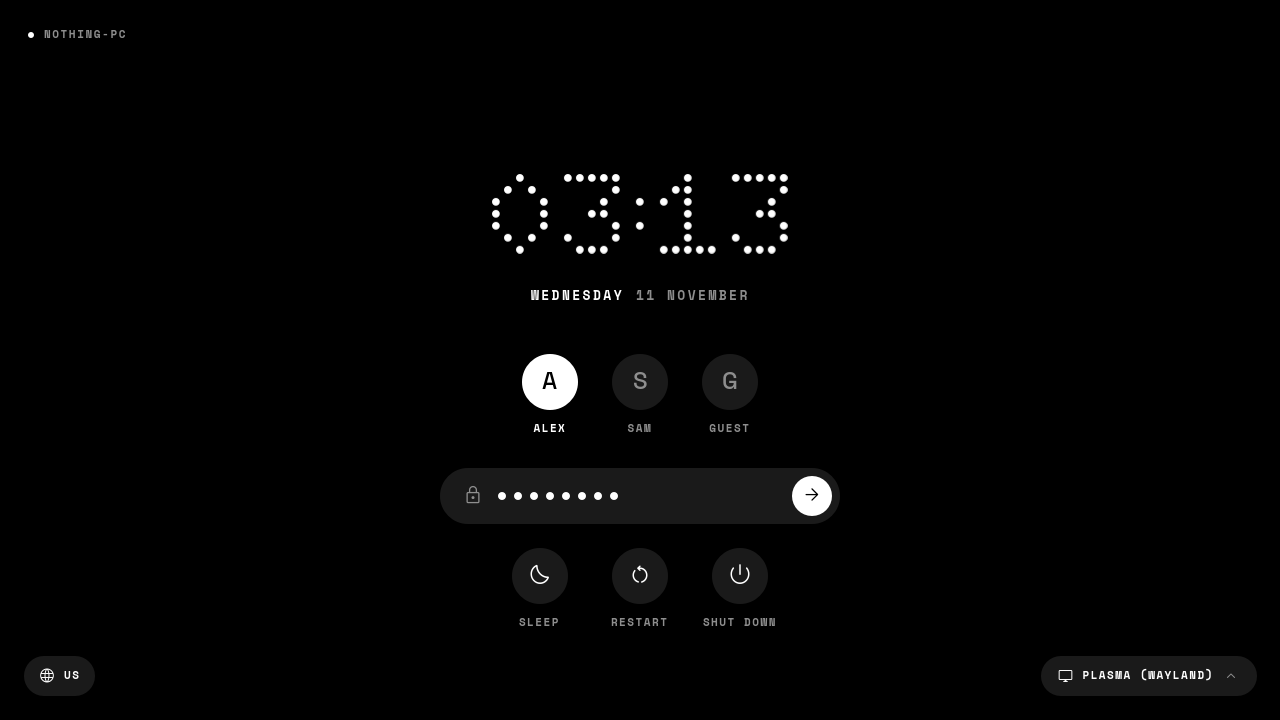 NOTHING-PC
03:13
WEDNESDAY 11 NOVEMBER
A S G
ALEX SAM GUEST
SLEEP RESTART SHUT DOWN
US
PLASMA (WAYLAND)